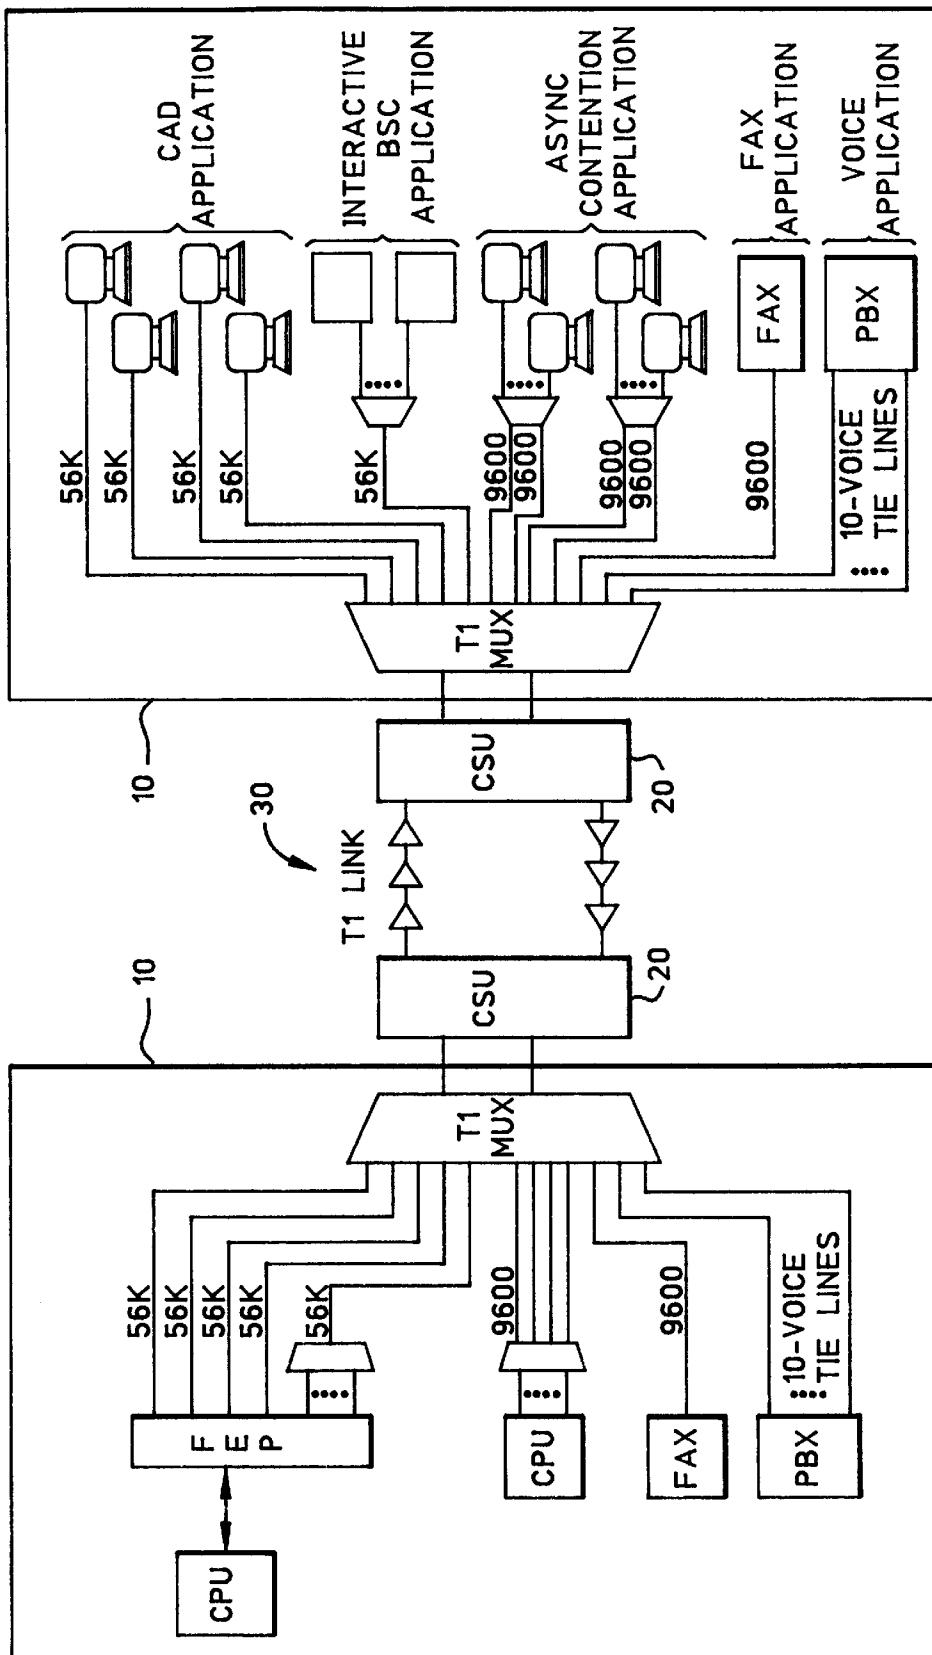 CPU
F E P
56K
56K
56K
56K
56K
CPU
9600
FAX
9600
PBX
10-VOICE
TIE LINES
T1
MUX
10
CSU
20
T1 LINK
30
CSU
20
10
T1
MUX
56K
56K
56K
56K
CAD
APPLICATION
56K
INTERACTIVE
BSC
APPLICATION
9600
9600
9600
9600
ASYNC
CONTENTION
APPLICATION
9600
FAX
FAX
APPLICATION
10-VOICE
TIE LINES
PBX
VOICE
APPLICATION